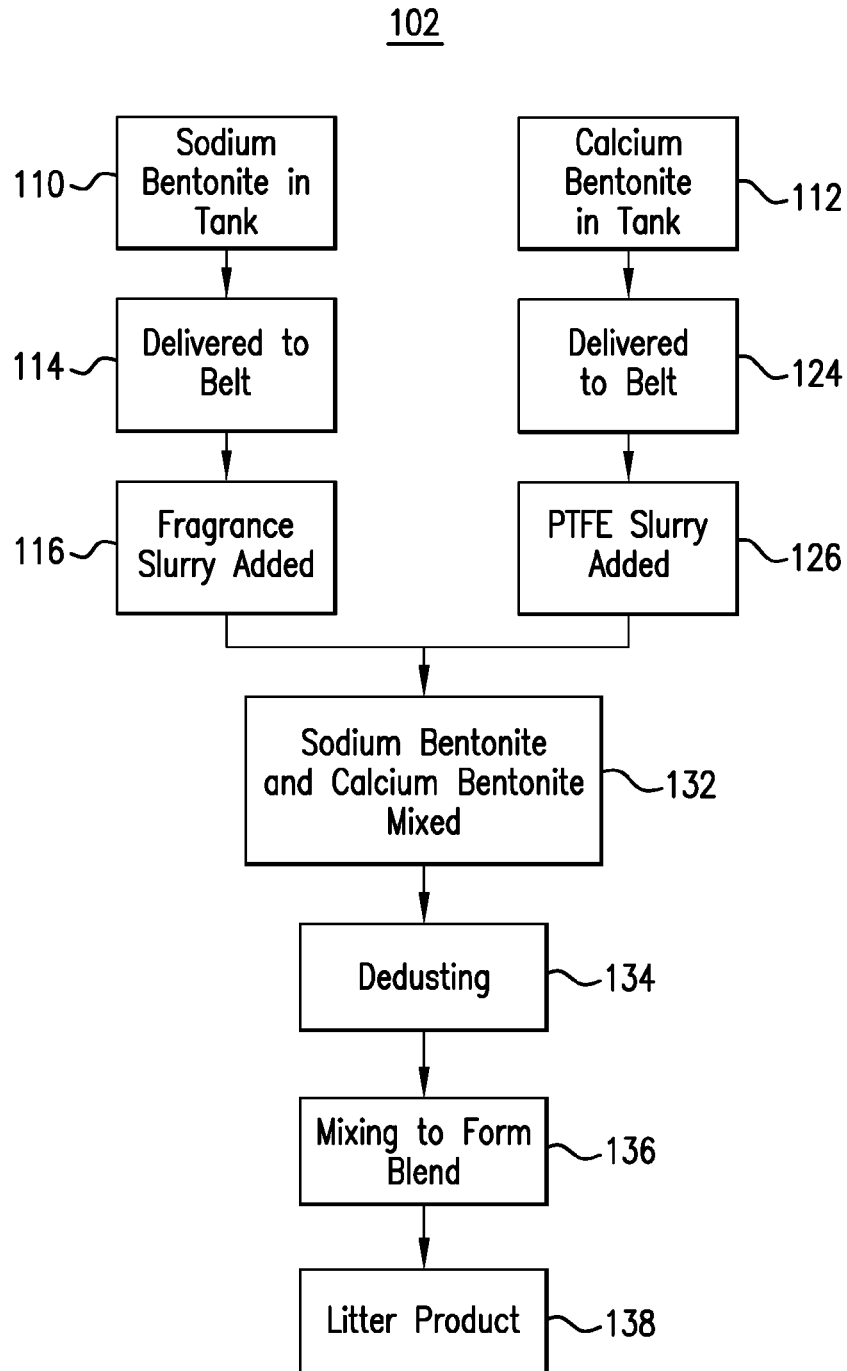 102
Sodium
Bentonite in
Tank
110
Calcium
Bentonite
in Tank
112
Delivered to
Belt
114
Delivered
to Belt
124
Fragrance
Slurry Added
116
PTFE Slurry
Added
126
Sodium Bentonite
and Calcium Bentonite
Mixed
132
Dedusting
134
Mixing to Form
Blend
136
Litter Product
138